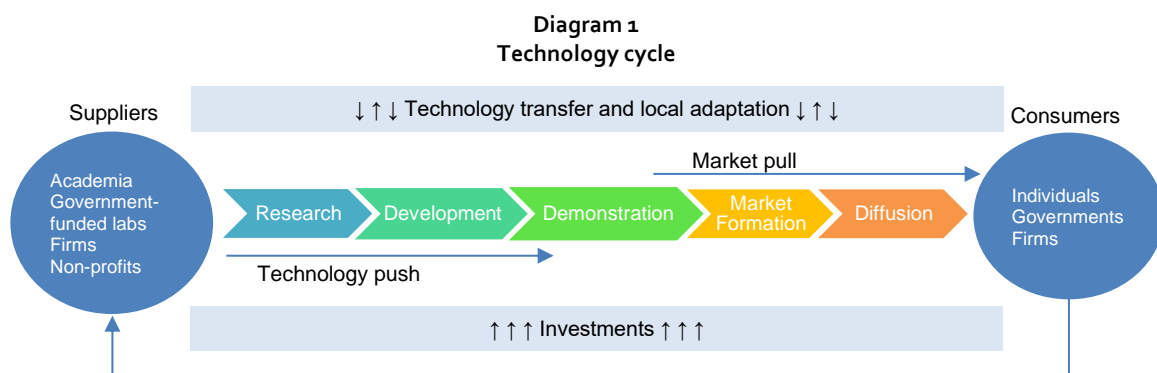 Diagram 1
Technology cycle
↓ ↑ ↓ Technology transfer and local adaptation ↓ ↑ ↓
Suppliers
Consumers
Academia
Government-
funded labs
Firms
Non-profits
Market pull
Research
Development
Demonstration
Market
Formation
Diffusion
Individuals
Governments
Firms
Technology push
↑ ↑ ↑ Investments ↑ ↑ ↑